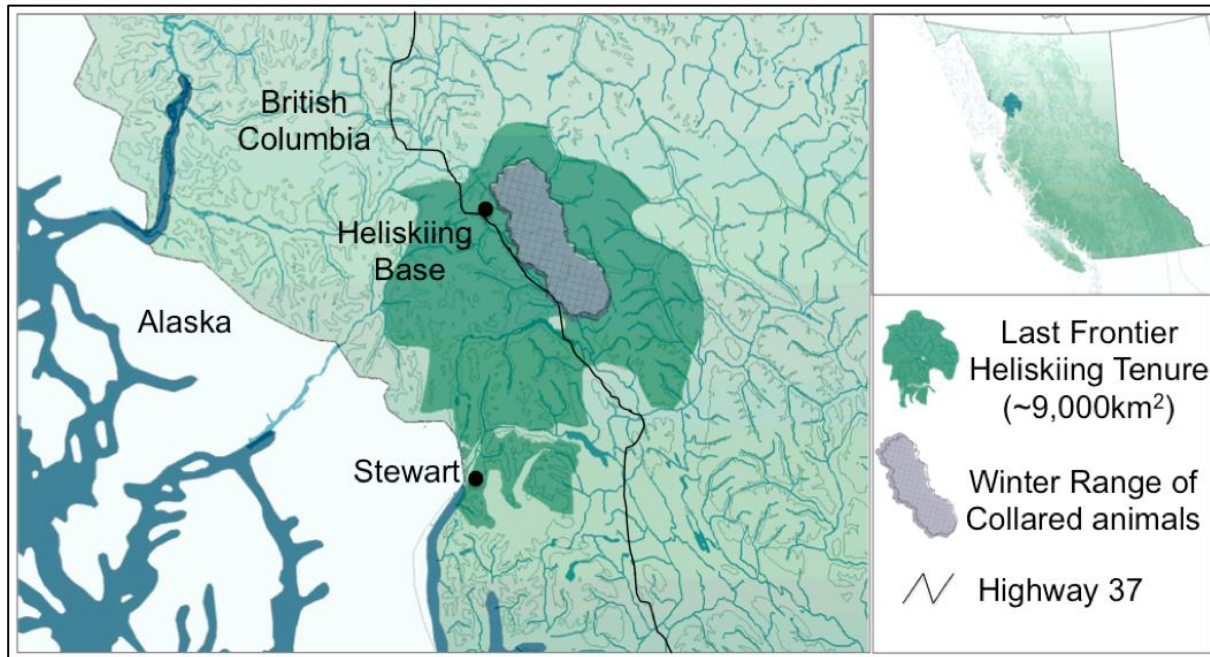 British
Columbia
Heliskiing
Base
Alaska
Stewart
Last Frontier
Heliskiing Tenure
(~9,000km²)
Winter Range of
Collared animals
Highway 37